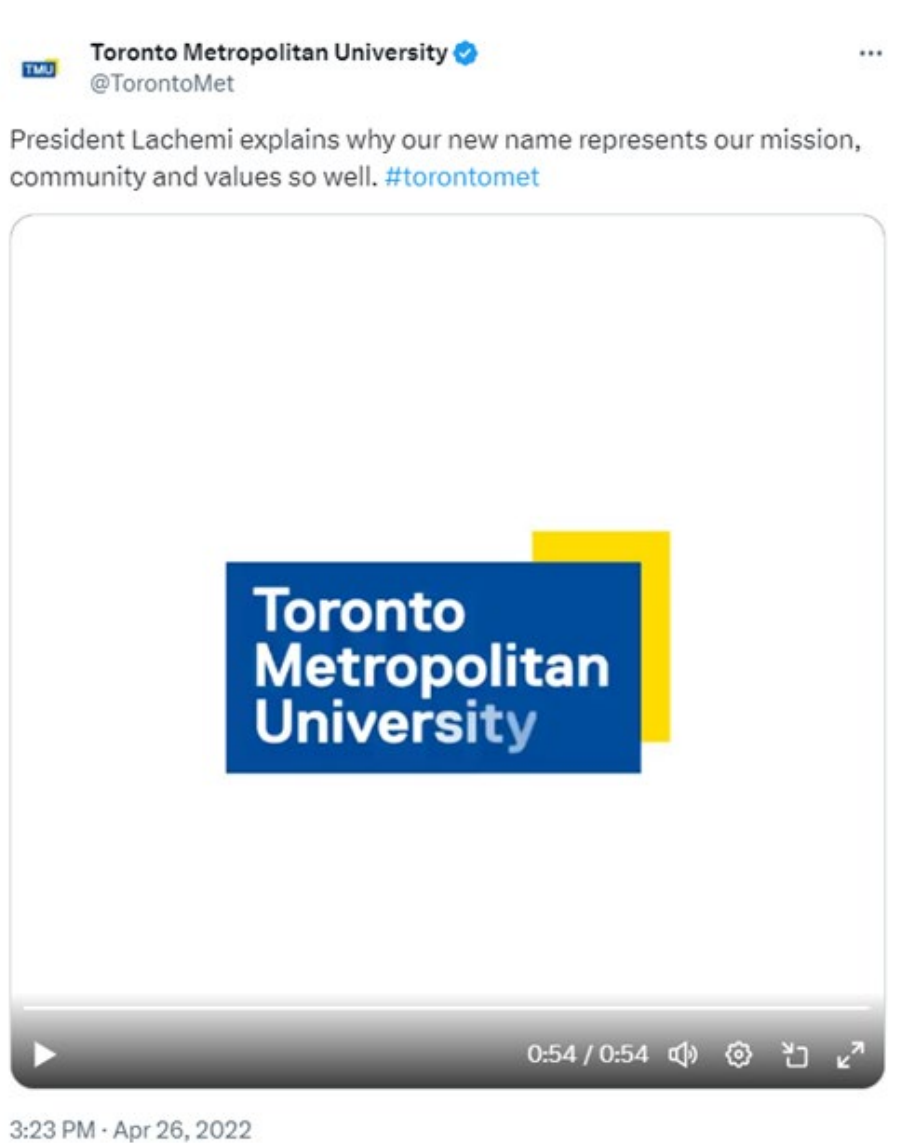 TMU
Toronto Metropolitan University
@TorontoMet
President Lachemi explains why our new name represents our mission,
community and values so well. #torontomet
Toronto
Metropolitan
University
0:54 / 0:54
3:23 PM · Apr 26, 2022